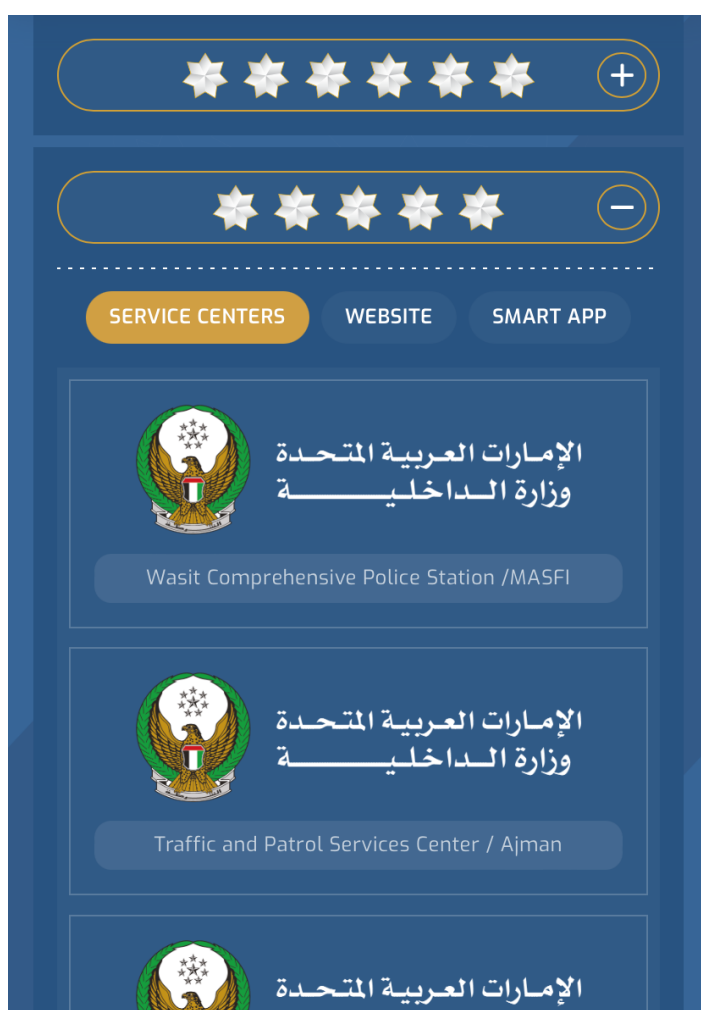 SERVICE CENTERS
WEBSITE
SMART APP
الإمارات العربية المتحدة
وزارة الداخلية
Wasit Comprehensive Police Station /MASFI
الإمارات العربية المتحدة
وزارة الداخلية
Traffic and Patrol Services Center / Ajman
الإمارات العربية المتحدة